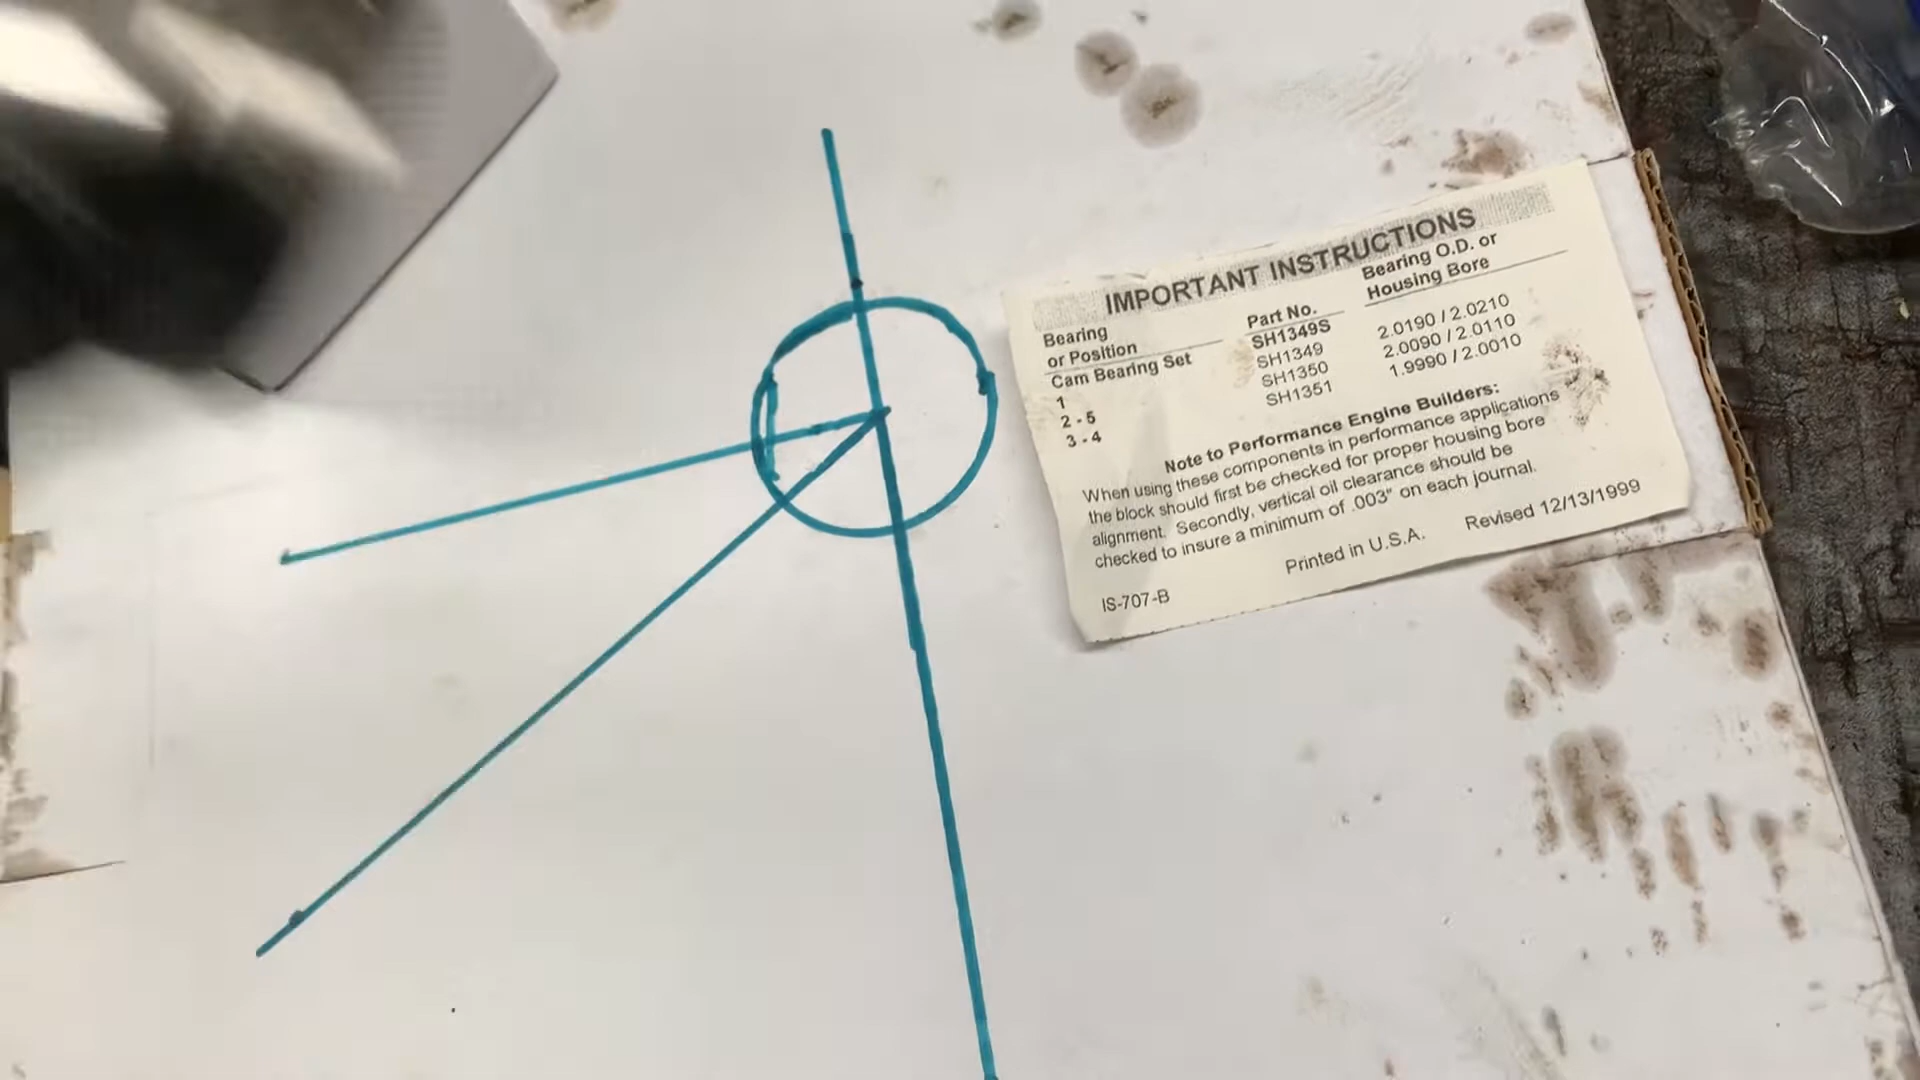 IMPORTANT INSTRUCTIONS
Bearing or Position Part No. Bearing O.D. or Housing Bore
Cam Bearing Set SH1349S
1 SH1349 2.0190 / 2.0210
2 - 5 SH1350 2.0090 / 2.0110
3 - 4 SH1351 1.9990 / 2.0010
Note to Performance Engine Builders:
When using these components in performance applications
the block should first be checked for proper housing bore
alignment. Secondly, vertical oil clearance should be
checked to insure a minimum of .003" on each journal.
Printed in U.S.A. Revised 12/13/1999
IS-707-B